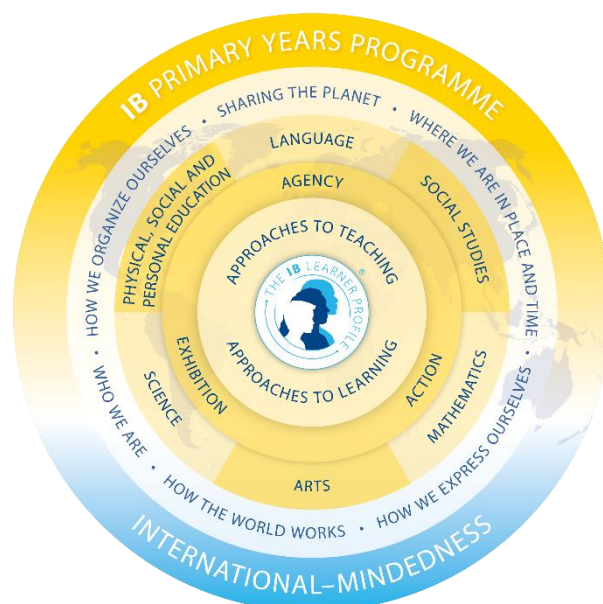 IB PRIMARY YEARS PROGRAMME
SHARING THE PLANET
•
WHERE WE ARE IN PLACE AND TIME
•
HOW WE EXPRESS OURSELVES
•
HOW THE WORLD WORKS
•
WHO WE ARE
•
HOW WE ORGANIZE OURSELVES
•
LANGUAGE
SOCIAL STUDIES
MATHEMATICS
ARTS
SCIENCE
PHYSICAL, SOCIAL AND
PERSONAL EDUCATION
AGENCY
ACTION
EXHIBITION
APPROACHES TO TEACHING
THE IB LEARNER PROFILE
®
APPROACHES TO LEARNING
INTERNATIONAL–MINDEDNESS